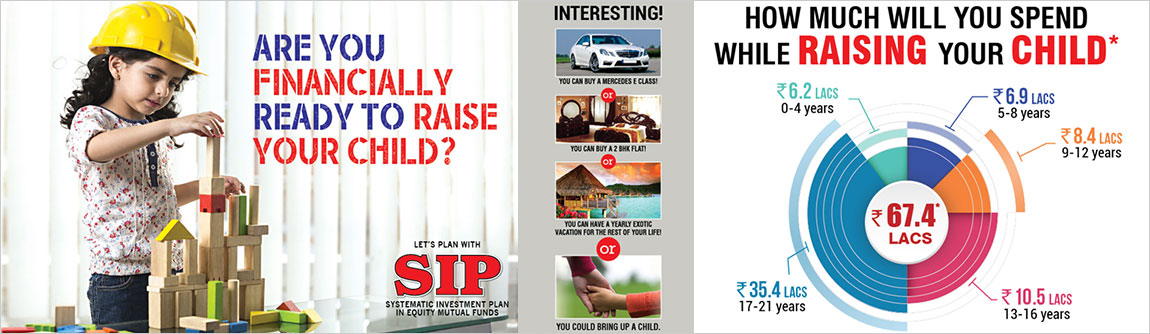 ARE YOU
FINANCIALLY
READY TO RAISE
YOUR CHILD?
LET'S PLAN WITH
SIP
SYSTEMATIC INVESTMENT PLAN
IN EQUITY MUTUAL FUNDS
INTERESTING!
YOU CAN BUY A MERCEDES E CLASS!
or
YOU CAN BUY A 2 BHK FLAT!
or
YOU CAN HAVE A YEARLY EXOTIC
VACATION FOR THE REST OF YOUR LIFE!
or
YOU COULD BRING UP A CHILD.
HOW MUCH WILL YOU SPEND
WHILE RAISING YOUR CHILD*
₹6.2 LACS
0-4 years
₹6.9 LACS
5-8 years
₹8.4 LACS
9-12 years
₹67.4*
LACS
₹35.4 LACS
17-21 years
₹10.5 LACS
13-16 years